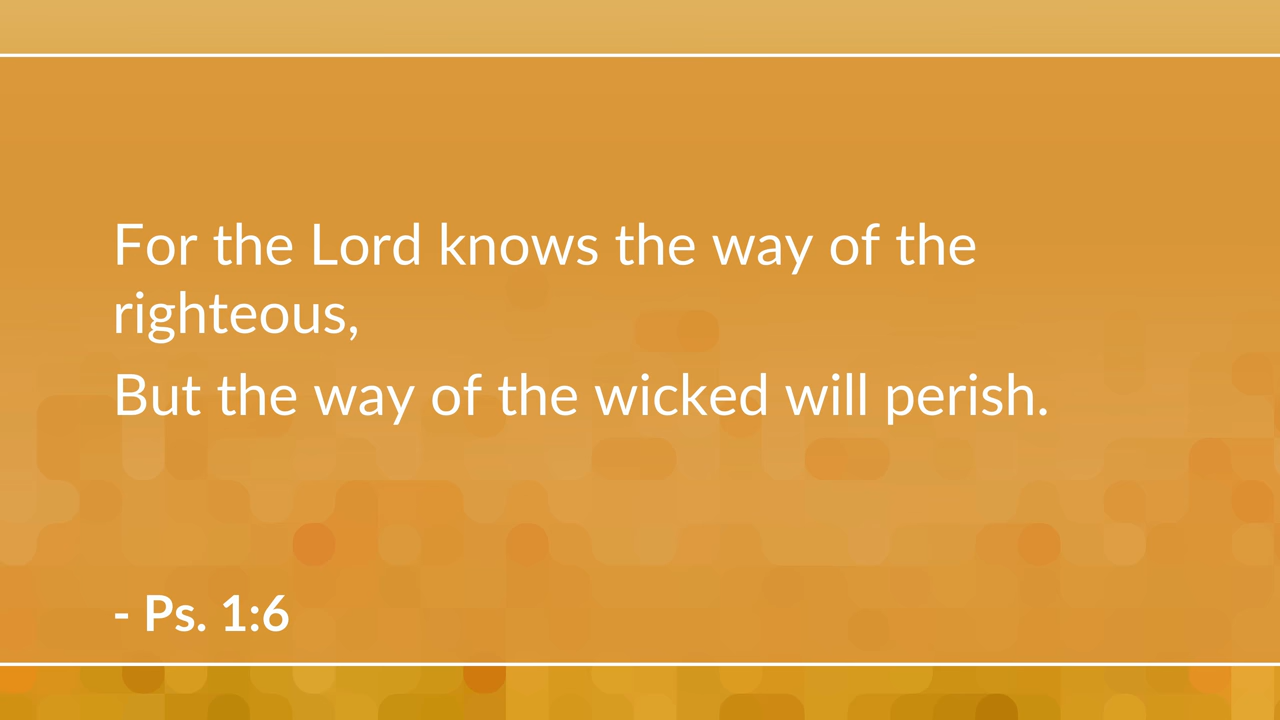 For the Lord knows the way of the
righteous,
But the way of the wicked will perish.
- Ps. 1:6